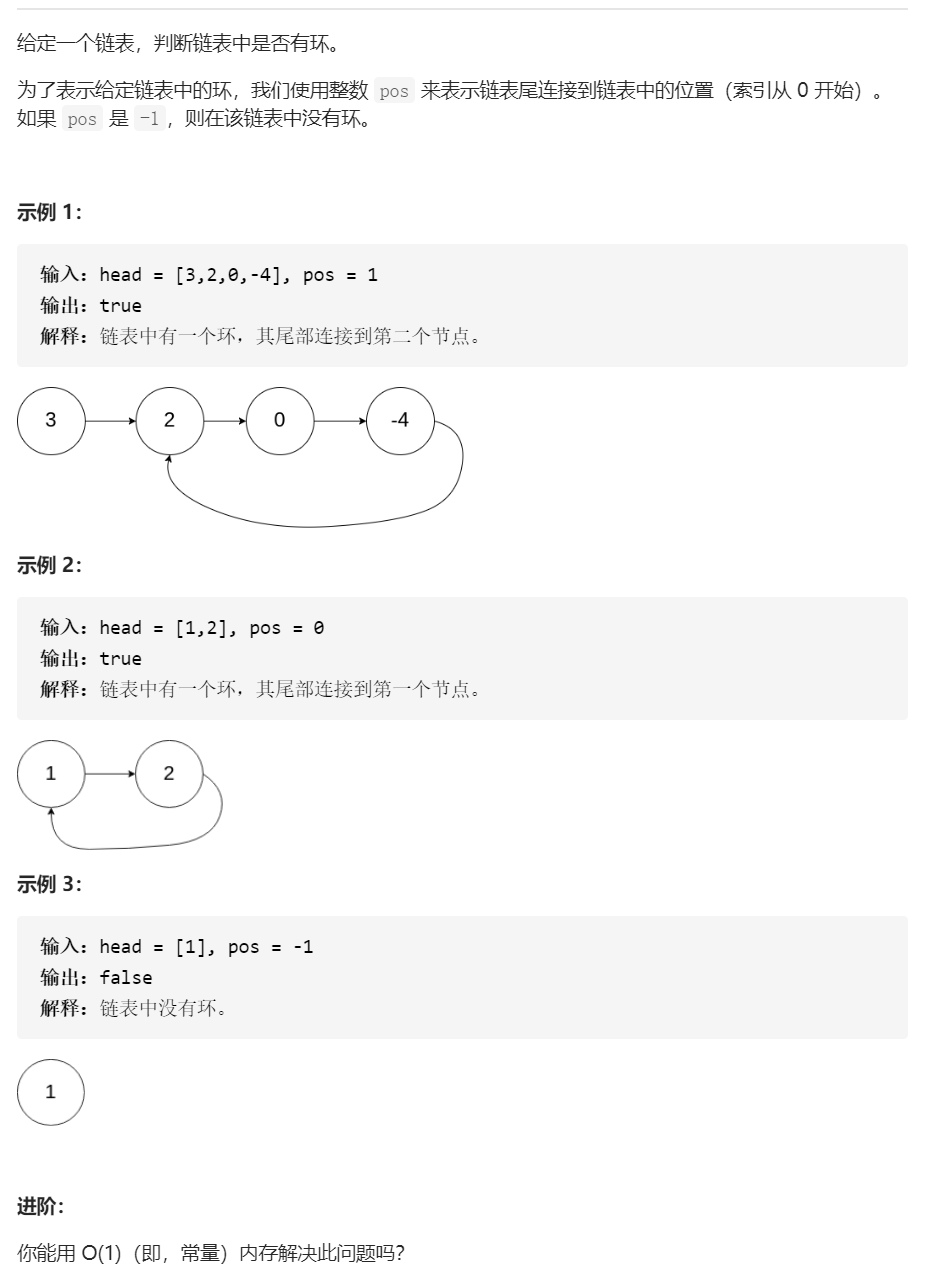 给定一个链表，判断链表中是否有环。
为了表示给定链表中的环，我们使用整数 pos 来表示链表尾连接到链表中的位置（索引从 0 开始）。
如果 pos 是 -1，则在该链表中没有环。
示例 1：
输入：head = [3,2,0,-4], pos = 1
输出：true
解释：链表中有一个环，其尾部连接到第二个节点。
3 2 0 -4
示例 2：
输入：head = [1,2], pos = 0
输出：true
解释：链表中有一个环，其尾部连接到第一个节点。
1 2
示例 3：
输入：head = [1], pos = -1
输出：false
解释：链表中没有环。
1
进阶：
你能用 O(1)（即，常量）内存解决此问题吗？